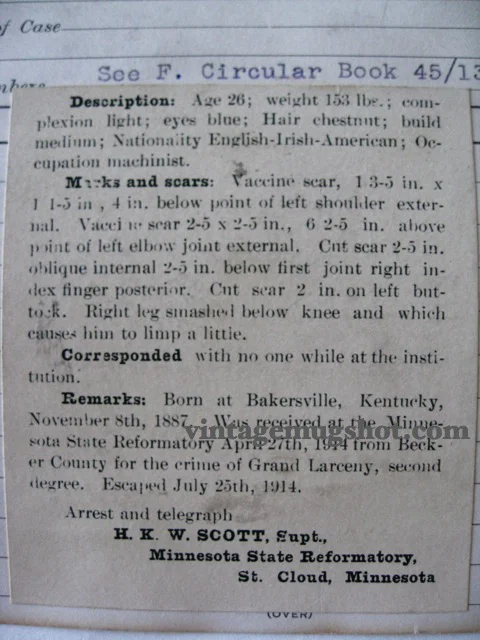 of Case
mbers See F. Circular Book 45/13
Description: Age 26; weight 153 lbs.; com-
plexion light; eyes blue; Hair chestnut; build
medium; Nationality English-Irish-American; Oc-
cupation machinist.
Marks and scars: Vaccine scar, 1 3-5 in. x
1 1-5 in , 4 in. below point of left shoulder exter-
nal. Vacci ne scar 2-5 x 2-5 in., 6 2-5 in. above
point of left elbow joint external. Cut scar 2-5 in.
oblique internal 2-5 in. below first joint right in-
dex finger posterior. Cut scar 2 in. on left but-
tock. Right leg smashed below knee and which
causes him to limp a little.
Corresponded with no one while at the insti-
tution.
Remarks: Born at Bakersville, Kentucky,
November 8th, 1887. Was received at the Minne-
vintagemugshot.com
sota State Reformatory April 27th, 1914 from Beck-
er County for the crime of Grand Larceny, second
degree. Escaped July 25th, 1914.
Arrest and telegraph
H. K. W. SCOTT, Supt.,
Minnesota State Reformatory,
St. Cloud, Minnesota
(OVER)